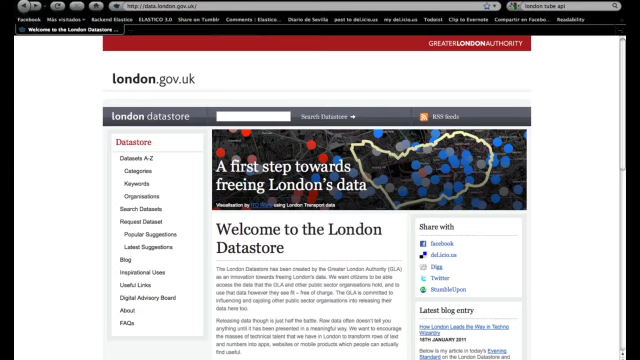 http://data.london.gov.uk/
london tube api
Facebook Más visitados Backend Elastico ELASTICO 3.0 Share on Tumblr Diario de Sevilla post to del.icio.us my del.icio.us Todoist Clip to Evernote Compartir en Facebook Readability
Welcome to the London Datastore ...
GREATERLONDONAUTHORITY
london.gov.uk
london datastore
Search Datastore
RSS feeds
Datastore
Datasets A-Z
Categories
Keywords
Organisations
Search Datasets
Request Dataset
Popular Suggestions
Latest Suggestions
Blog
Inspirational Uses
Useful Links
Digital Advisory Board
About
FAQs
A first step towards
freeing London's data
Visualisation by ITO World using London Transport data
Welcome to the London
Datastore
The London Datastore has been created by the Greater London Authority (GLA)
as an innovation towards freeing London's data. We want citizens to be able
access the data that the GLA and other public sector organisations hold, and to
use that data however they see fit – free of charge. The GLA is committed to
influencing and cajoling other public sector organisations into releasing their
data here too.
Releasing data though is just half the battle. Raw data often doesn't tell you
anything until it has been presented in a meaningful way. We want to encourage
the masses of technical talent that we have in London to transform rows of text
and numbers into apps, websites or mobile products which people can actually
find useful.
Share with
facebook
del.icio.us
Digg
Twitter
StumbleUpon
Latest blog entry
How London Leads the Way in Techno
Wizardry
18TH JANUARY 2011
Below is my article in today's Evening
Standard on the London Datastore and